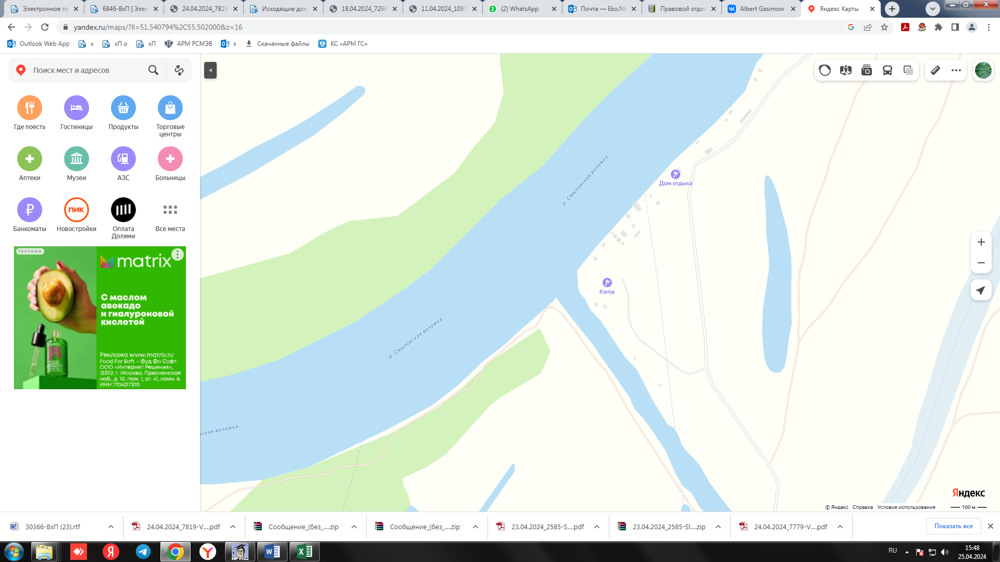 Электронное пр
6846-ВхП | Элек
24.04.2024_7819
Исходящие доку
18.04.2024_7296
11.04.2024_1097
(2) WhatsApp
Почта — Eko.Nk
Правовой отдел
Albert Gasimow
Яндекс Карты
yandex.ru/maps/?ll=51.540794%2C55.502000&z=16
Outlook Web App
х
хП о
хП
АРМ РСМЭВ
х
Скачанные файлы
КС «АРМ ГС»
Поиск мест и адресов
Где поесть
Гостиницы
Продукты
Торговые
центры
Аптеки
Музеи
АЗС
Больницы
ПИК
Банкоматы
Новостройки
Оплата
Долями
Все места
РЕКЛАМА
matrix
С маслом
авокадо
и гиалуроновой
кислотой
Реклама www.matrix.ru
Food For Soft – Фуд Фо Софт.
ООО «Интернет Решения»,
123112, г. Москва, Пресненская
наб., д. 10, пом. 1, эт. 41, комн. 6.
ИНН 7704217370
р. Смыловская воложка
Дом отдыха
Kama
р. Смыловская воложка
вская воложка
Яндекс
© Яндекс Справка Условия использования
100 м
30366-ВхП (23).rtf
24.04.2024_7819-V....pdf
Сообщение_(без_....zip
Сообщение_(без_....zip
23.04.2024_2585-S....pdf
23.04.2024_2585-Sl....zip
24.04.2024_7779-V....pdf
Показать все
RU
15:48
25.04.2024